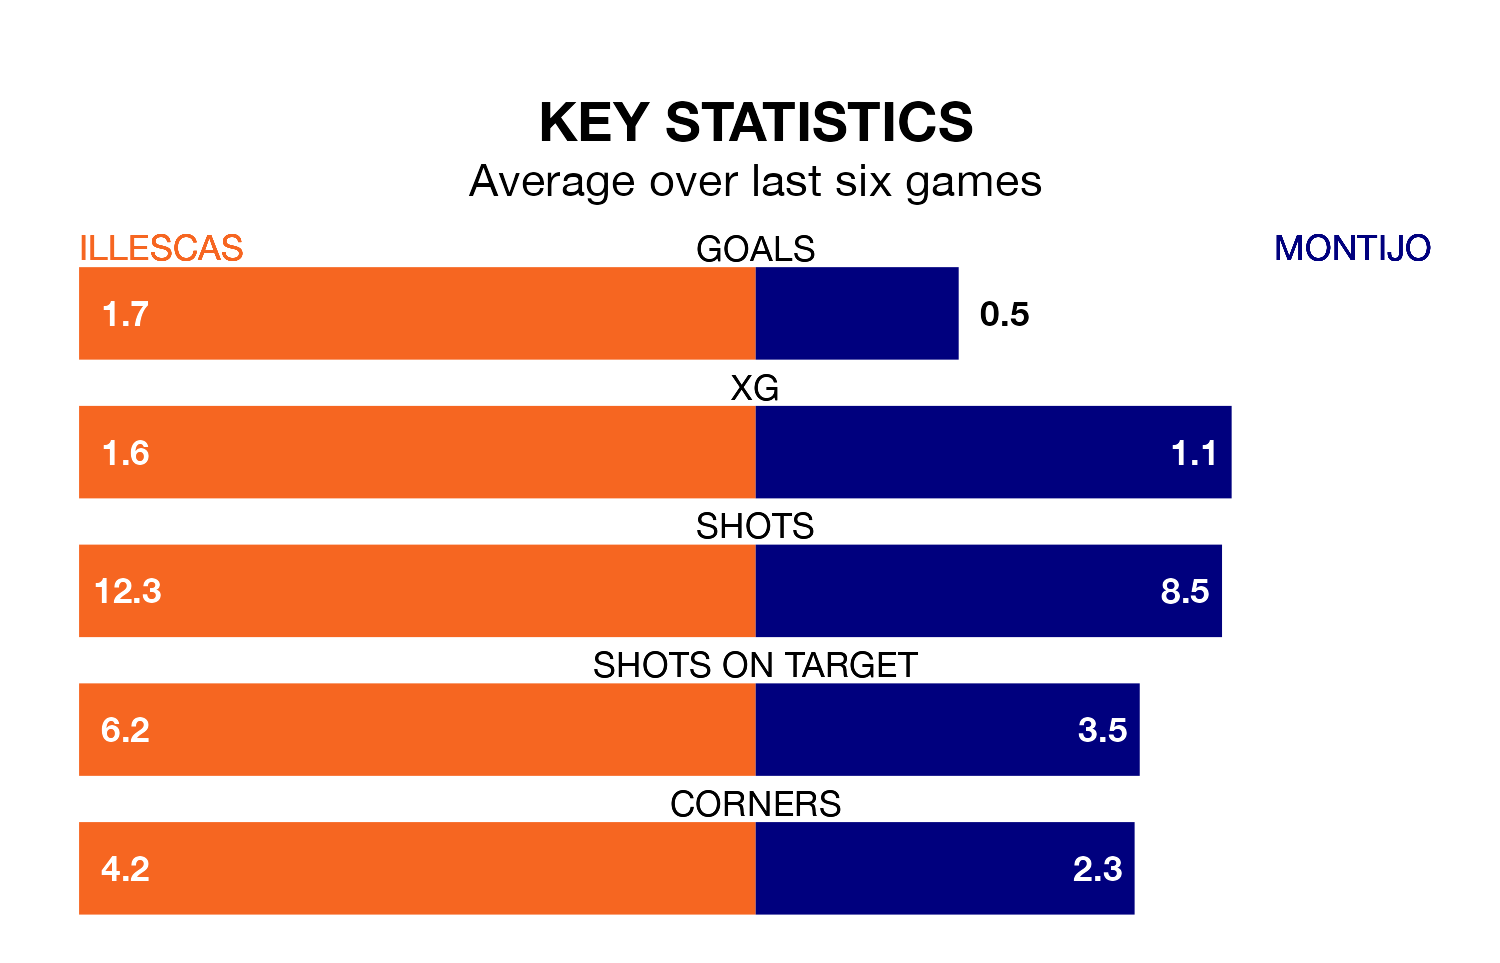 KEY STATISTICS
Average over last six games
ILLESCAS GOALS MONTIJO
1.7 0.5
XG
1.6 1.1
SHOTS
12.3 8.5
SHOTS ON TARGET
6.2 3.5
CORNERS
4.2 2.3